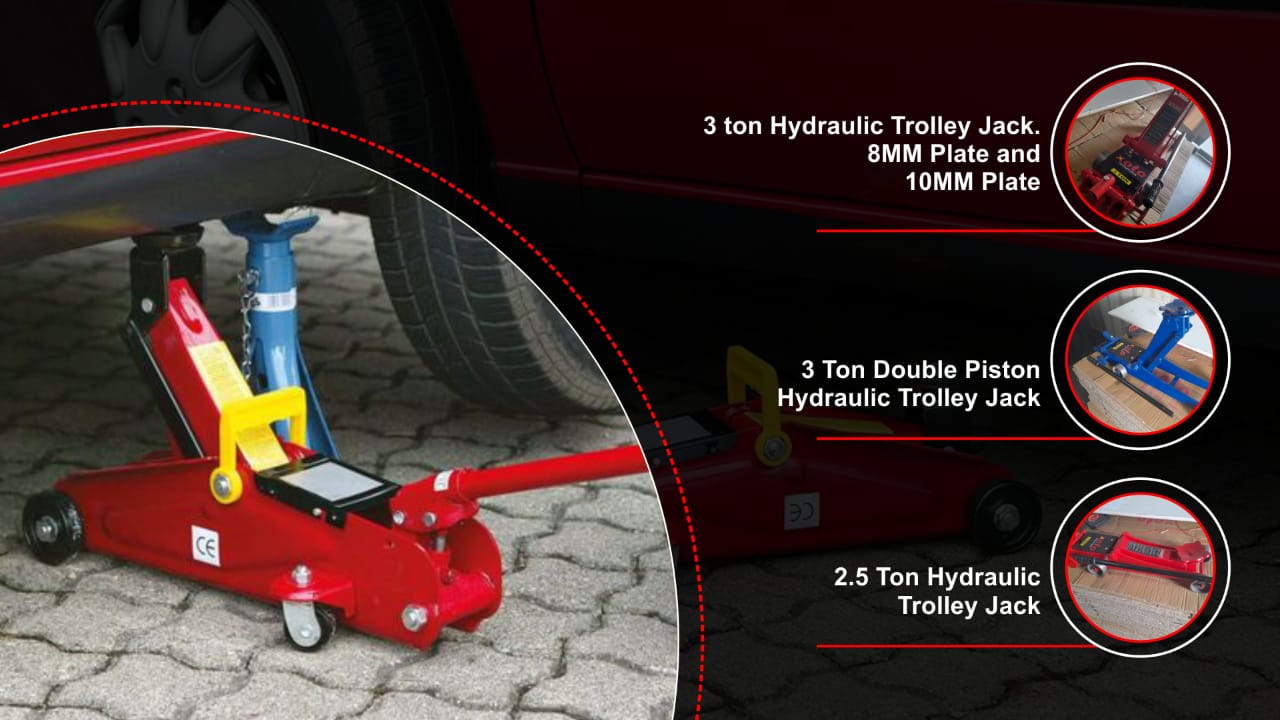 3 ton Hydraulic Trolley Jack.
8MM Plate and
10MM Plate
3 Ton Double Piston
Hydraulic Trolley Jack
2.5 Ton Hydraulic
Trolley Jack
CE